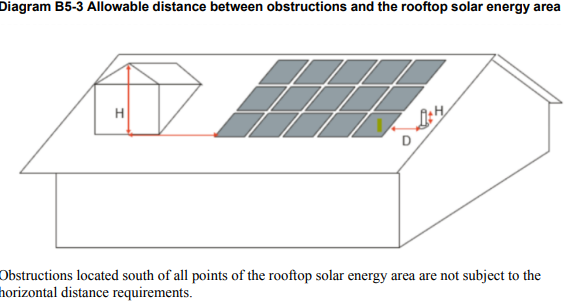 Diagram B5-3 Allowable distance between obstructions and the rooftop solar energy area
H
H
D
Obstructions located south of all points of the rooftop solar energy area are not subject to the
horizontal distance requirements.